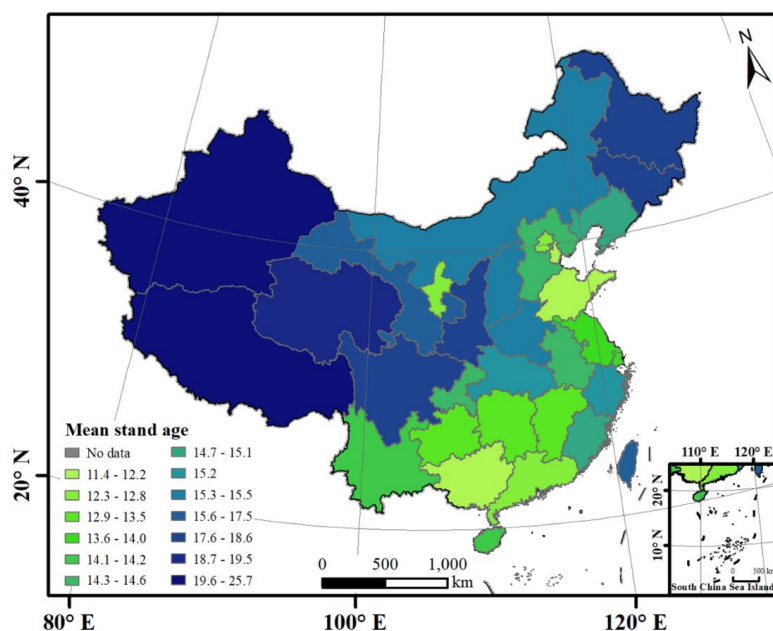 N
40° N
20° N
Mean stand age
No data
11.4 - 12.2
12.3 - 12.8
12.9 - 13.5
13.6 - 14.0
14.1 - 14.2
14.3 - 14.6
14.7 - 15.1
15.2
15.3 - 15.5
15.6 - 17.5
17.6 - 18.6
18.7 - 19.5
19.6 - 25.7
0 500 1,000
km
110° E 120° E
20° N
10° N
0 500 km
South China Sea Island
80° E 100° E 120° E